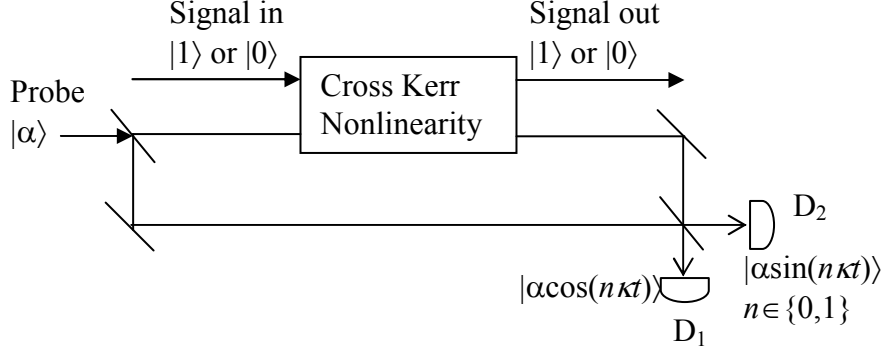 Signal in
|1⟩ or |0⟩
Signal out
|1⟩ or |0⟩
Probe
|α⟩
Cross Kerr
Nonlinearity
D₂
|αsin(nκt)⟩
n∈{0,1}
|αcos(nκt)⟩
D₁